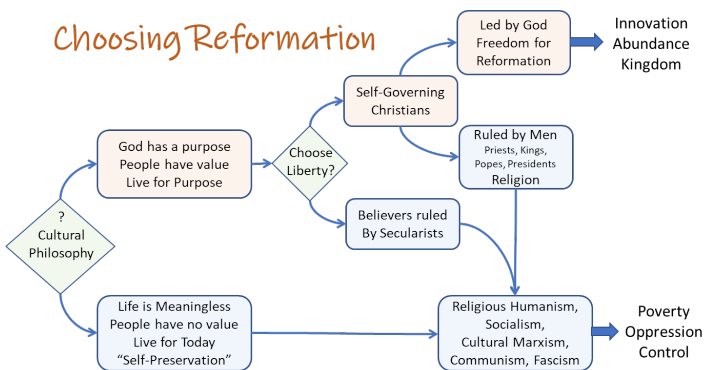 Choosing Reformation
Led by God
Freedom for
Reformation
Innovation
Abundance
Kingdom
Self-Governing
Christians
God has a purpose
People have value
Live for Purpose
Choose
Liberty?
Ruled by Men
Priests, Kings,
Popes, Presidents
Religion
?
Cultural
Philosophy
Believers ruled
By Secularists
Life is Meaningless
People have no value
Live for Today
“Self-Preservation”
Religious Humanism,
Socialism,
Cultural Marxism,
Communism, Fascism
Poverty
Oppression
Control